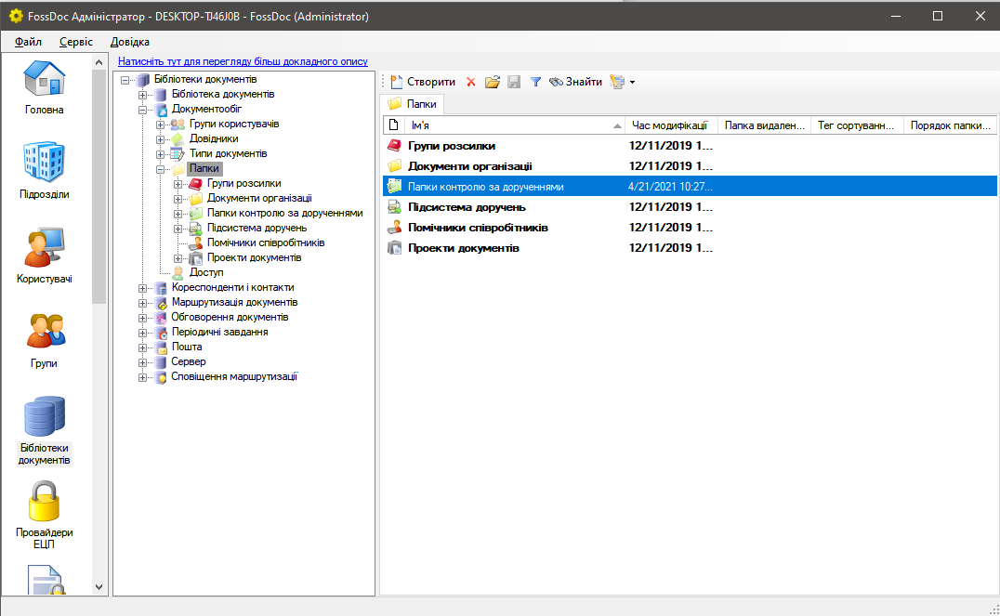 FossDoc Адміністратор - DESKTOP-TJ46J0B - FossDoc (Administrator)
Файл Сервіс Довідка
Головна
Підрозділи
Користувачі
Групи
Бібліотеки
документів
Провайдери
ЕЦП
Натисніть тут для перегляду більш докладного опису
Бібліотеки документів
Бібліотека документів
Документообіг
Групи користувачів
Довідники
Типи документів
Папки
Групи розсилки
Документи організації
Папки контролю за дорученнями
Підсистема доручень
Помічники співробітників
Проекти документів
Доступ
Кореспонденти і контакти
Маршрутизація документів
Обговорення документів
Періодичні завдання
Пошта
Сервер
Сповіщення маршрутизації
Створити Знайти
Папки
Ім'я Час модифікації Папка видален... Тег сортуванн... Порядок папки...
Групи розсилки 12/11/2019 1...
Документи організації 12/11/2019 1...
Папки контролю за дорученнями 4/21/2021 10:27...
Підсистема доручень 12/11/2019 1...
Помічники співробітників 12/11/2019 1...
Проекти документів 12/11/2019 1...